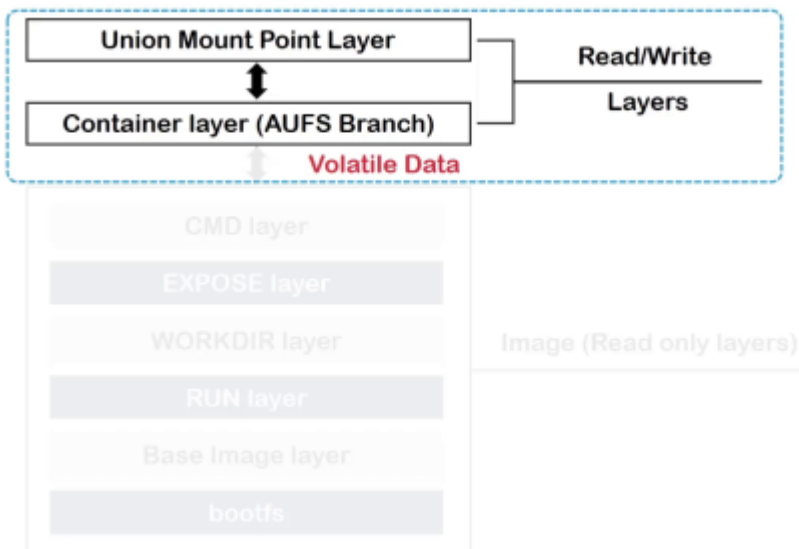 Union Mount Point Layer
Read/Write
Layers
Container layer (AUFS Branch)
Volatile Data
CMD layer
EXPOSE layer
WORKDIR layer
Image (Read only layers)
RUN layer
Base Image layer
bootfs